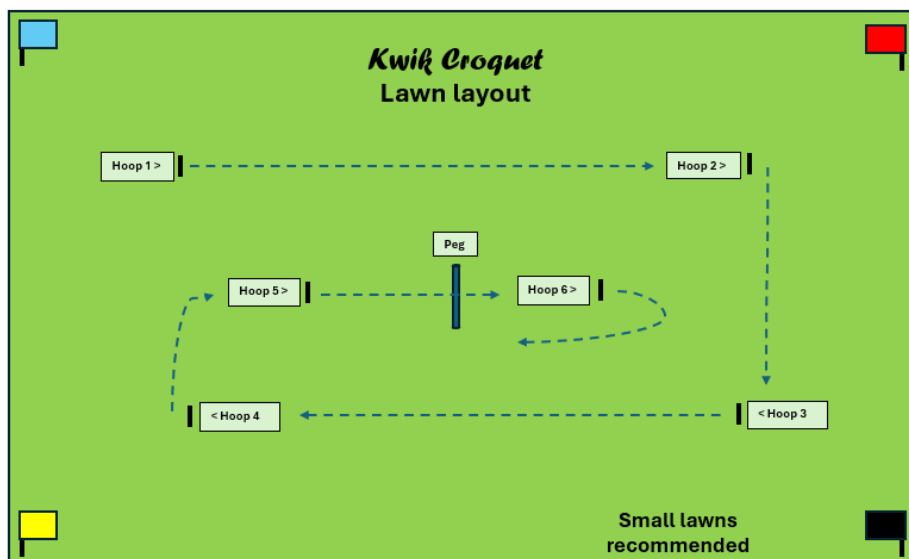 Kwik Croquet
Lawn layout
Hoop 1 >
Hoop 2 >
Peg
Hoop 5 >
Hoop 6 >
< Hoop 4
< Hoop 3
Small lawns
recommended